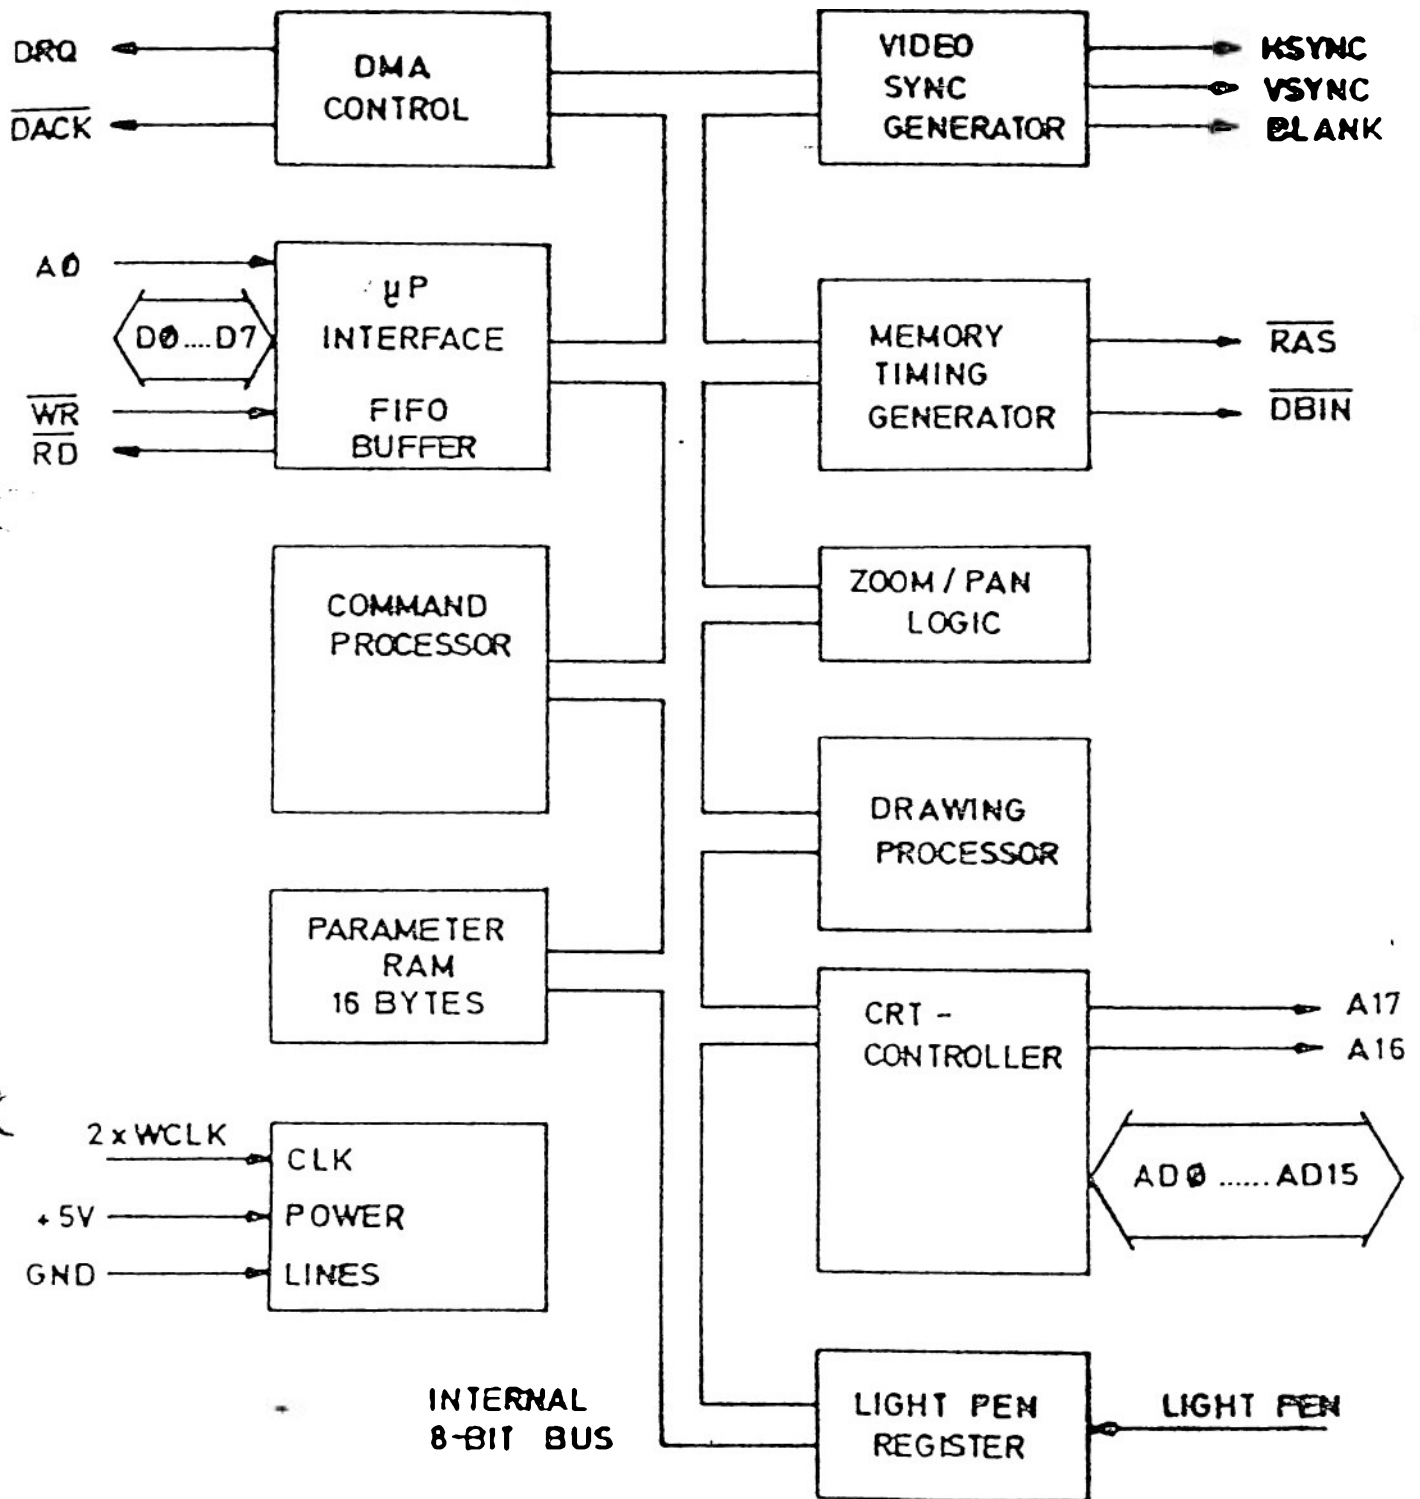 DRQ
DACK
DMA
CONTROL
VIDEO
SYNC
GENERATOR
HSYNC
VSYNC
BLANK
A0
D0....D7
WR
RD
µP
INTERFACE
FIFO
BUFFER
MEMORY
TIMING
GENERATOR
RAS
DBIN
COMMAND
PROCESSOR
ZOOM / PAN
LOGIC
DRAWING
PROCESSOR
PARAMETER
RAM
16 BYTES
CRT -
CONTROLLER
A17
A16
AD0 ...... AD15
2xWCLK
+5V
GND
CLK
POWER
LINES
INTERNAL
8-BIT BUS
LIGHT PEN
REGISTER
LIGHT PEN